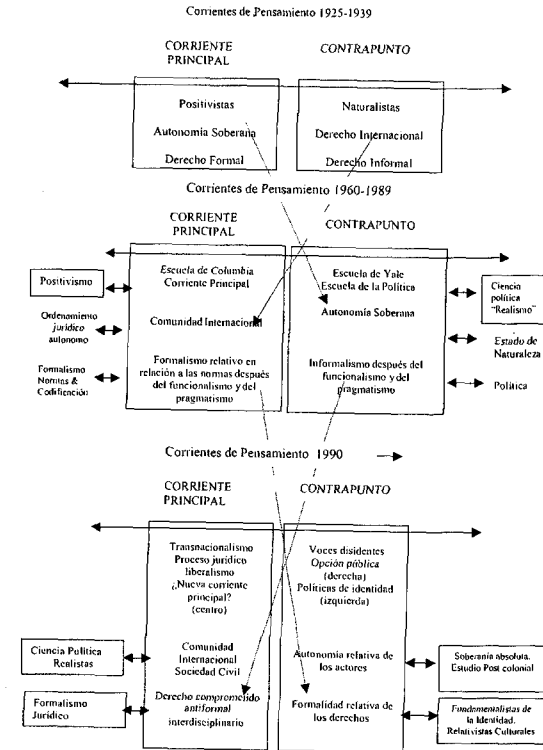 Corrientes de Pensamiento 1925-1939
CORRIENTE
PRINCIPAL
CONTRAPUNTO
Positivistas
Autonomía Soberana
Derecho Formal
Naturalistas
Derecho Internacional
Derecho Informal
Corrientes de Pensamiento 1960-1989
CORRIENTE
PRINCIPAL
CONTRAPUNTO
Positivismo
Ordenamiento
jurídico
autonomo
Formalismo
Normas &
Codificación
Escuela de Columbia
Corriente Principal
Comunidad Internacional
Formalismo relativo en
relación a las normas después
del funcionalismo y del
pragmatismo
Escuela de Yale
Escuela de la Política
Autonomía Soberana
Informalismo después del
funcionalismo y del
pragmatismo
Ciencia
política
"Realismo"
Estado de
Naturaleza
Política
Corrientes de Pensamiento 1990
CORRIENTE
PRINCIPAL
CONTRAPUNTO
Ciencia Política
Realistas
Formalismo
Jurídico
Transnacionalismo
Proceso jurídico
liberalismo
¿Nueva corriente
principal?
(centro)
Comunidad
Internacional
Sociedad Civil
Derecho comprometido
antiformal
interdisciplinario
Voces disidentes
Opción pública
(derecha)
Políticas de identidad
(izquierda)
Autonomía relativa de
los actores
Formalidad relativa de
los derechos
Soberanía absoluta.
Estudio Post colonial
Fundamentalistas de
la Identidad.
Relativistas Culturales